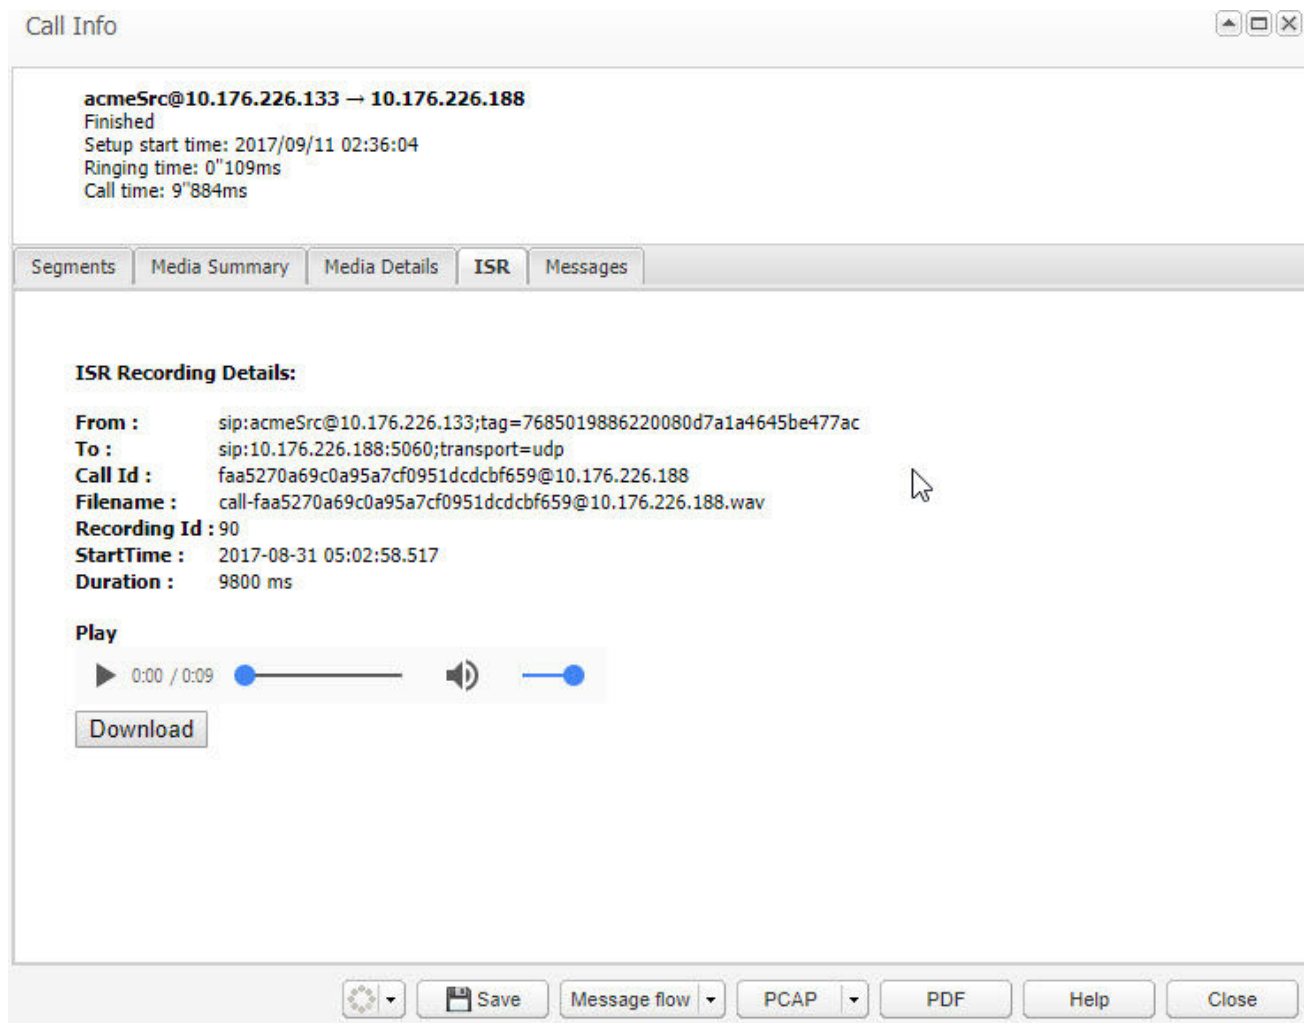 Call Info
acmeSrc@10.176.226.133 → 10.176.226.188
Finished
Setup start time: 2017/09/11 02:36:04
Ringing time: 0"109ms
Call time: 9"884ms
Segments Media Summary Media Details ISR Messages
ISR Recording Details:
From : sip:acmeSrc@10.176.226.133;tag=7685019886220080d7a1a4645be477ac
To : sip:10.176.226.188:5060;transport=udp
Call Id : faa5270a69c0a95a7cf0951dcdcbf659@10.176.226.188
Filename : call-faa5270a69c0a95a7cf0951dcdcbf659@10.176.226.188.wav
Recording Id : 90
StartTime : 2017-08-31 05:02:58.517
Duration : 9800 ms
Play
0:00 / 0:09
Download
Save Message flow PCAP PDF Help Close